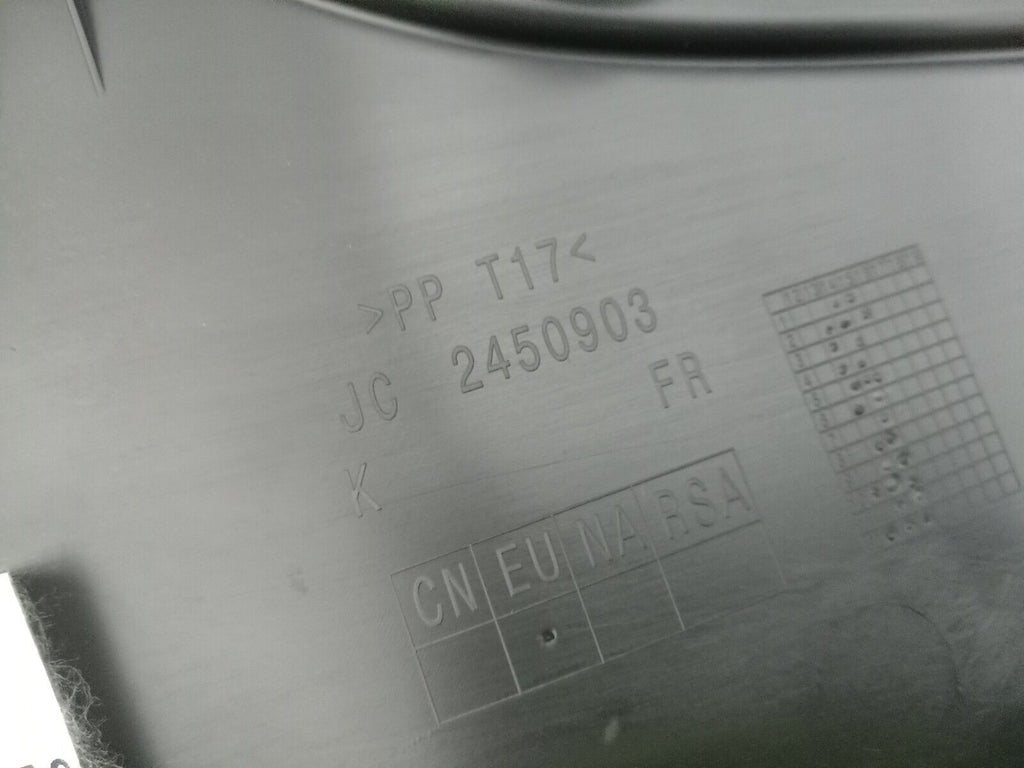 >PP T17<
JC 2450903
K FR
CN EU NA RSA